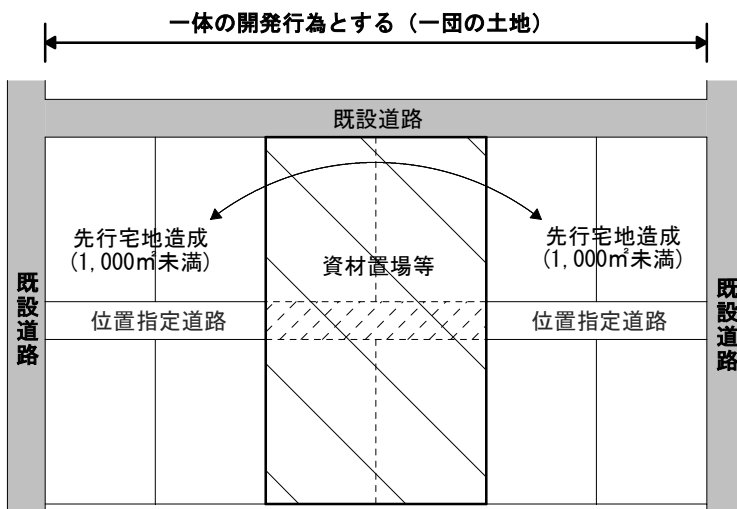 一体の開発行為とする（一団の土地）
既設道路
先行宅地造成
(1,000㎡未満)
資材置場等
先行宅地造成
(1,000㎡未満)
既設道路
位置指定道路
位置指定道路
既設道路